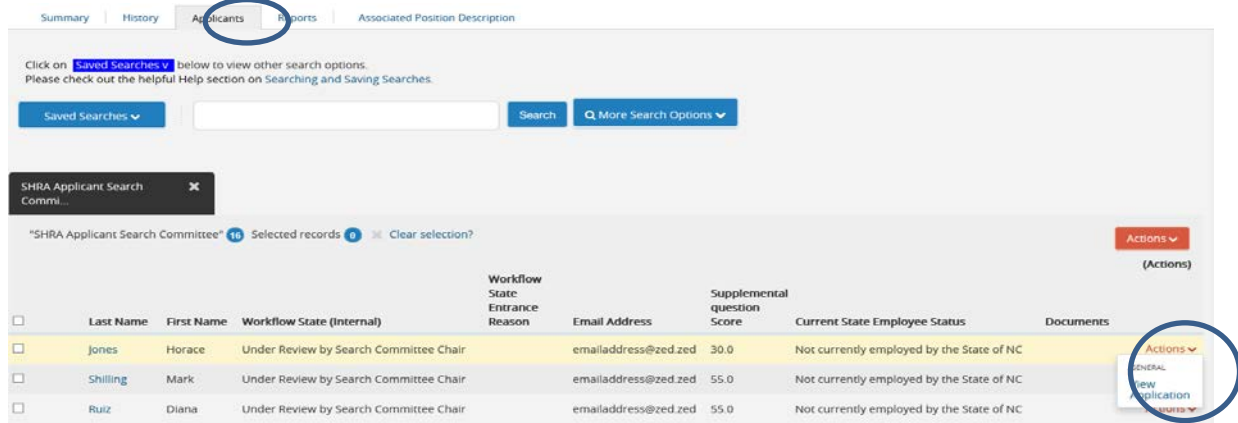 Summary History Applicants Reports Associated Position Description
Click on Saved Searches v below to view other search options.
Please check out the helpful Help section on Searching and Saving Searches.
Saved Searches Search More Search Options
SHRA Applicant Search
Commi...
"SHRA Applicant Search Committee" 16 Selected records 0 Clear selection?
Actions
(Actions)
Last Name First Name Workflow State (Internal) Workflow State Entrance Reason Email Address Supplemental question Score Current State Employee Status Documents
Jones Horace Under Review by Search Committee Chair emailaddress@zed.zed 30.0 Not currently employed by the State of NC Actions
GENERAL
View Application
Shilling Mark Under Review by Search Committee Chair emailaddress@zed.zed 55.0 Not currently employed by the State of NC
Ruiz Diana Under Review by Search Committee Chair emailaddress@zed.zed 55.0 Not currently employed by the State of NC Actions